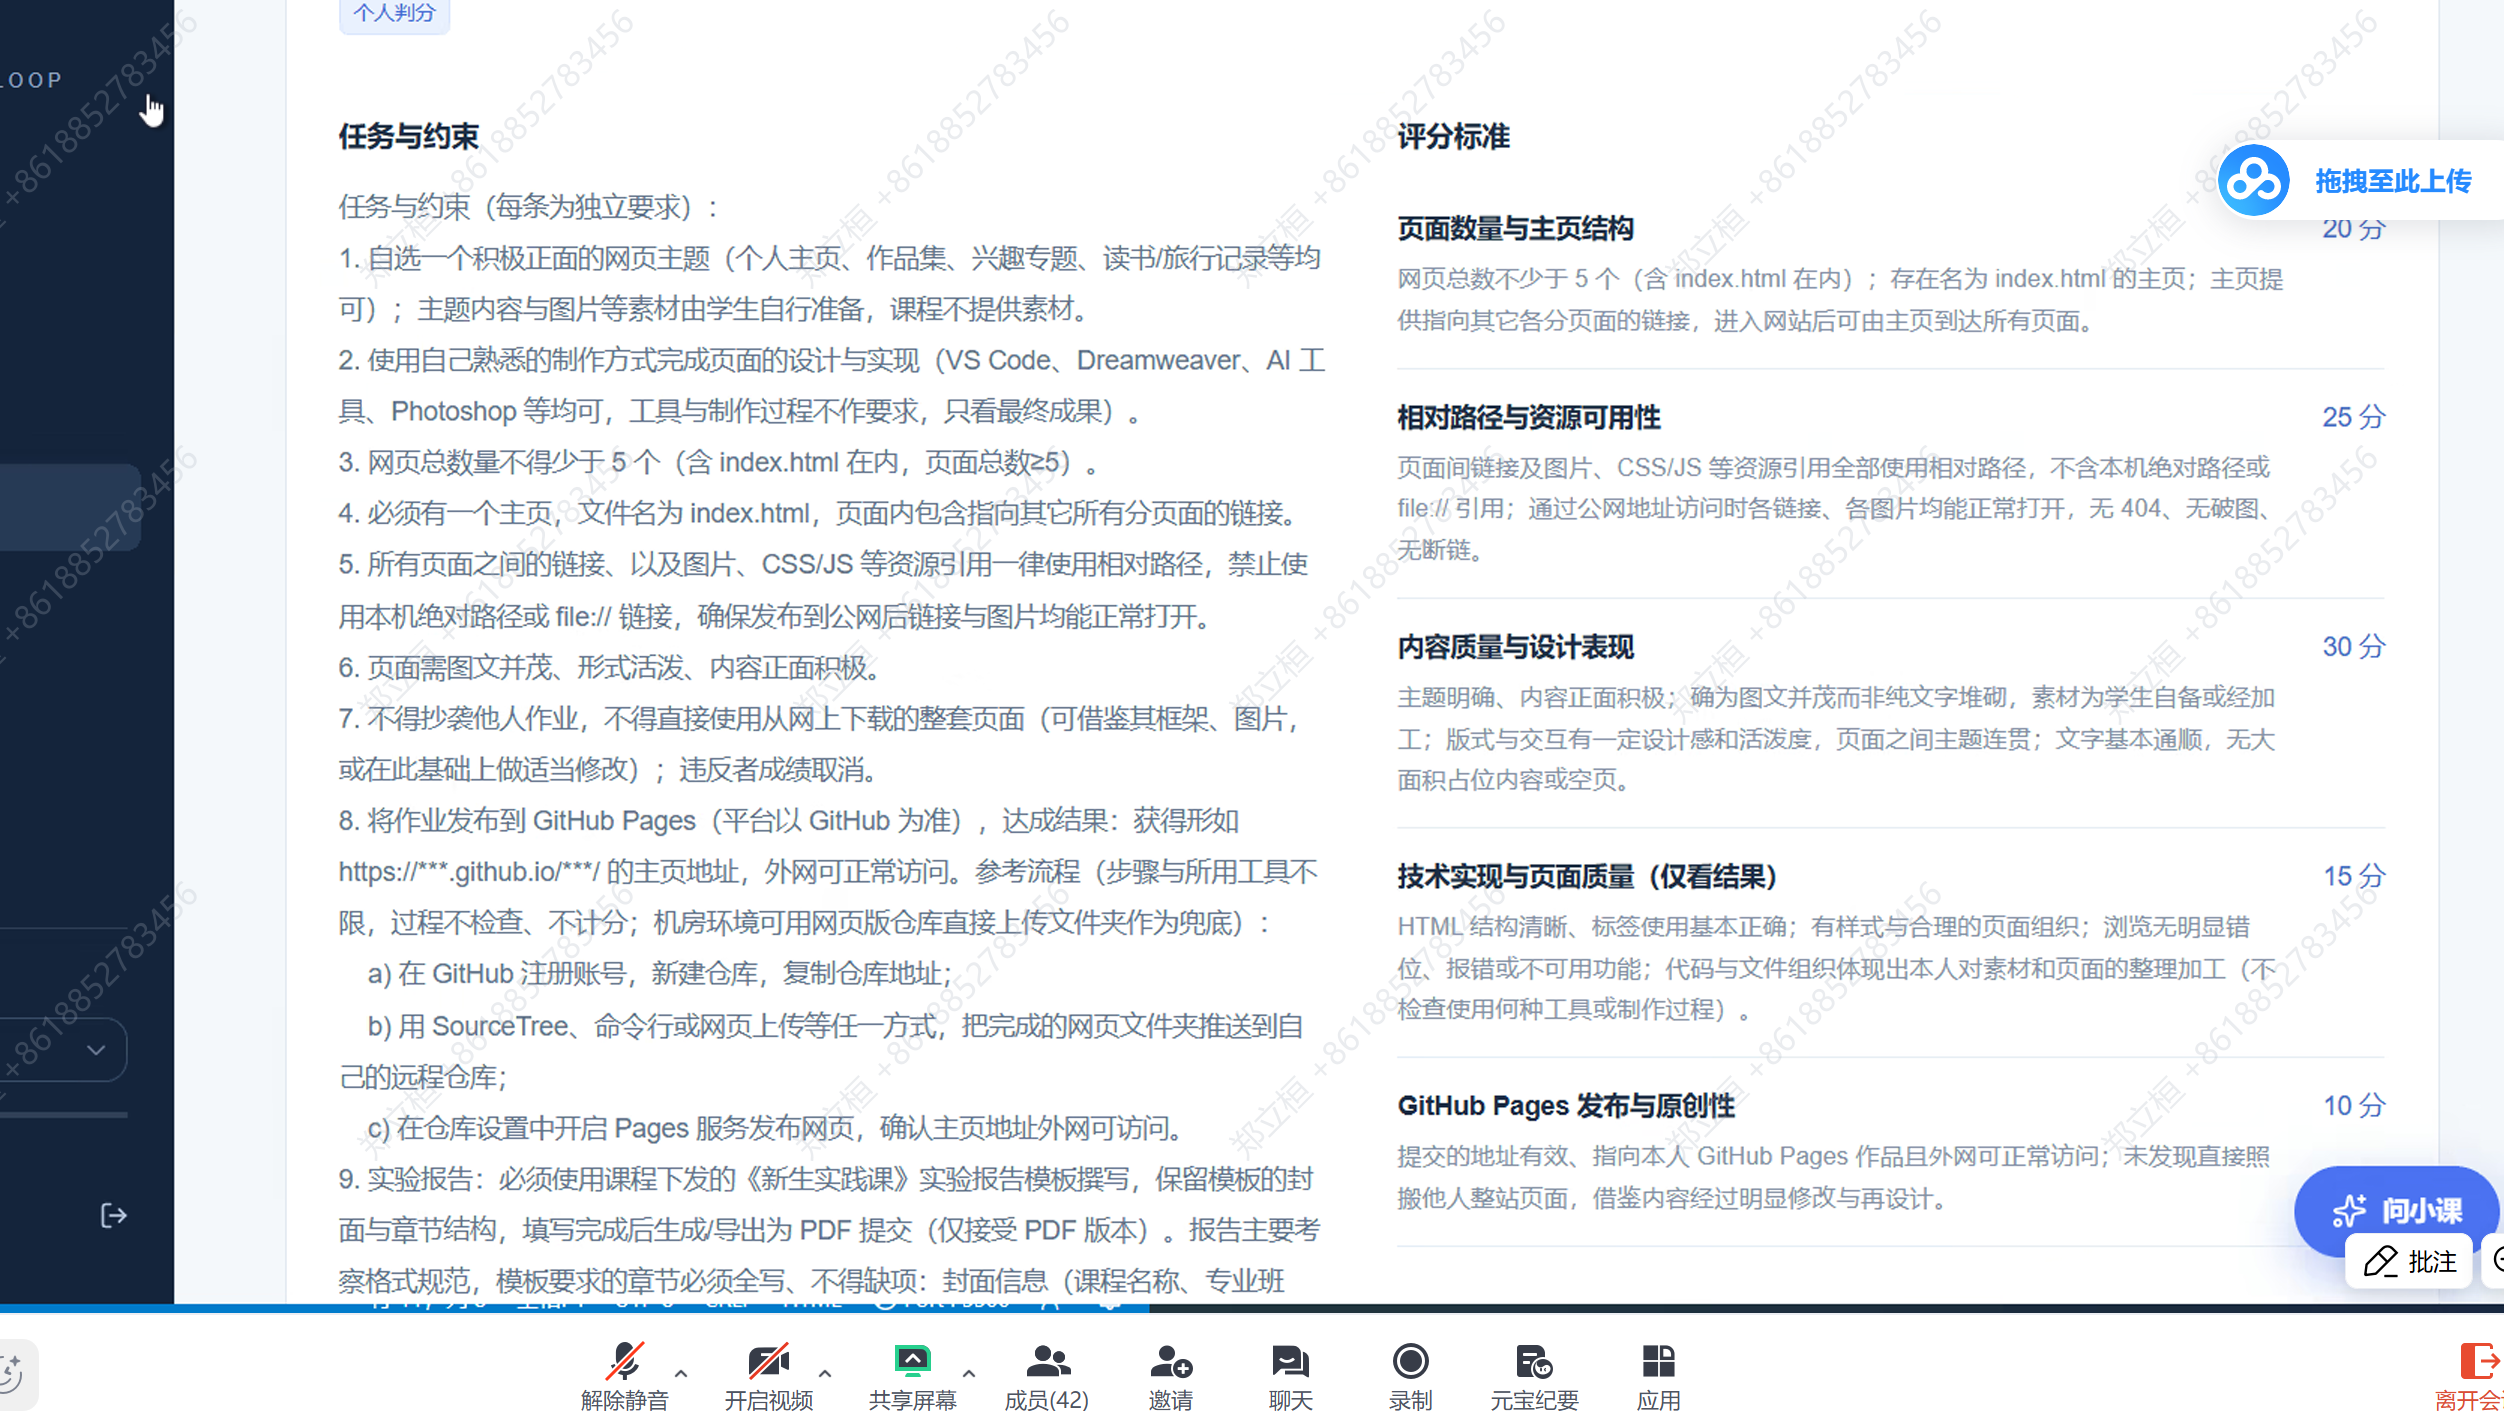 个人判分
LOOP
任务与约束
任务与约束（每条为独立要求）：
1. 自选一个积极正面的网页主题（个人主页、作品集、兴趣专题、读书/旅行记录等均
可）；主题内容与图片等素材由学生自行准备，课程不提供素材。
2. 使用自己熟悉的制作方式完成页面的设计与实现（VS Code、Dreamweaver、AI 工
具、Photoshop 等均可，工具与制作过程不作要求，只看最终成果）。
3. 网页总数量不得少于 5 个（含 index.html 在内，页面总数≥5）。
4. 必须有一个主页，文件名为 index.html，页面内包含指向其它所有分页面的链接。
5. 所有页面之间的链接、以及图片、CSS/JS 等资源引用一律使用相对路径，禁止使
用本机绝对路径或 file:// 链接，确保发布到公网后链接与图片均能正常打开。
6. 页面需图文并茂、形式活泼、内容正面积极。
7. 不得抄袭他人作业，不得直接使用从网上下载的整套页面（可借鉴其框架、图片，
或在此基础上做适当修改）；违反者成绩取消。
8. 将作业发布到 GitHub Pages（平台以 GitHub 为准），达成结果：获得形如
https://***.github.io/***/ 的主页地址，外网可正常访问。参考流程（步骤与所用工具不
限，过程不检查、不计分；机房环境可用网页版仓库直接上传文件夹作为兜底）：
a) 在 GitHub 注册账号，新建仓库，复制仓库地址；
b) 用 SourceTree、命令行或网页上传等任一方式，把完成的网页文件夹推送到自
己的远程仓库；
c) 在仓库设置中开启 Pages 服务发布网页，确认主页地址外网可访问。
9. 实验报告：必须使用课程下发的《新生实践课》实验报告模板撰写，保留模板的封
面与章节结构，填写完成后生成/导出为 PDF 提交（仅接受 PDF 版本）。报告主要考
察格式规范，模板要求的章节必须全写、不得缺项：封面信息（课程名称、专业班
评分标准
拖拽至此上传
页面数量与主页结构
20 分
网页总数不少于 5 个（含 index.html 在内）；存在名为 index.html 的主页；主页提
供指向其它各分页面的链接，进入网站后可由主页到达所有页面。
相对路径与资源可用性
25 分
页面间链接及图片、CSS/JS 等资源引用全部使用相对路径，不含本机绝对路径或
file:// 引用；通过公网地址访问时各链接、各图片均能正常打开，无 404、无破图、
无断链。
内容质量与设计表现
30 分
主题明确、内容正面积极；确为图文并茂而非纯文字堆砌，素材为学生自备或经加
工；版式与交互有一定设计感和活泼度，页面之间主题连贯；文字基本通顺，无大
面积占位内容或空页。
技术实现与页面质量（仅看结果）
15 分
HTML 结构清晰、标签使用基本正确；有样式与合理的页面组织；浏览无明显错
位、报错或不可用功能；代码与文件组织体现出本人对素材和页面的整理加工（不
检查使用何种工具或制作过程）。
GitHub Pages 发布与原创性
10 分
提交的地址有效、指向本人 GitHub Pages 作品且外网可正常访问；未发现直接照
搬他人整站页面，借鉴内容经过明显修改与再设计。
问小课
批注
解除静音
开启视频
共享屏幕
成员(42)
邀请
聊天
录制
元宝纪要
应用
离开会
郑立桓 +8618852783456